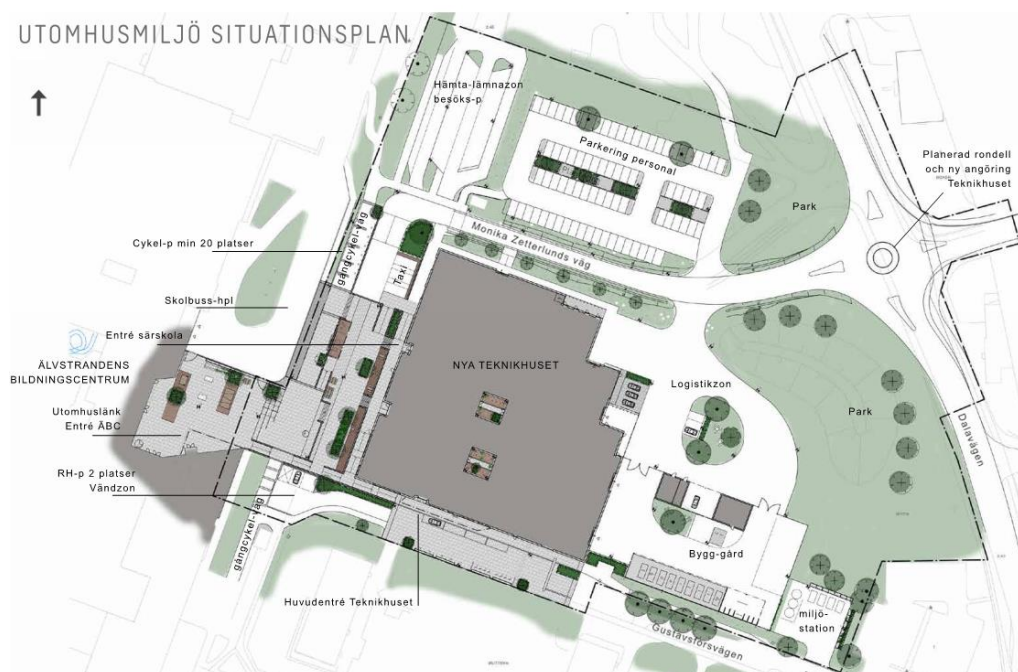 UTOMHUSMILJÖ SITUATIONSPLAN
Hämta-lämnazon
besöks-p
Parkering personal
Planerad rondell
och ny angöring
Teknikhuset
Park
Monika Zetterlunds väg
Cykel-p min 20 platser
gångcykel-väg
Taxi
Skolbuss-hpl
Entré särskola
ÄLVSTRANDENS
BILDNINGSCENTRUM
NYA TEKNIKHUSET
Logistikzon
Park
Dalavägen
Utomhuslänk
Entré ÄBC
RH-p 2 platser
Vändzon
gångcykel-väg
Bygg-gård
Huvudentré Teknikhuset
miljö-
station
Gustavsforsvägen